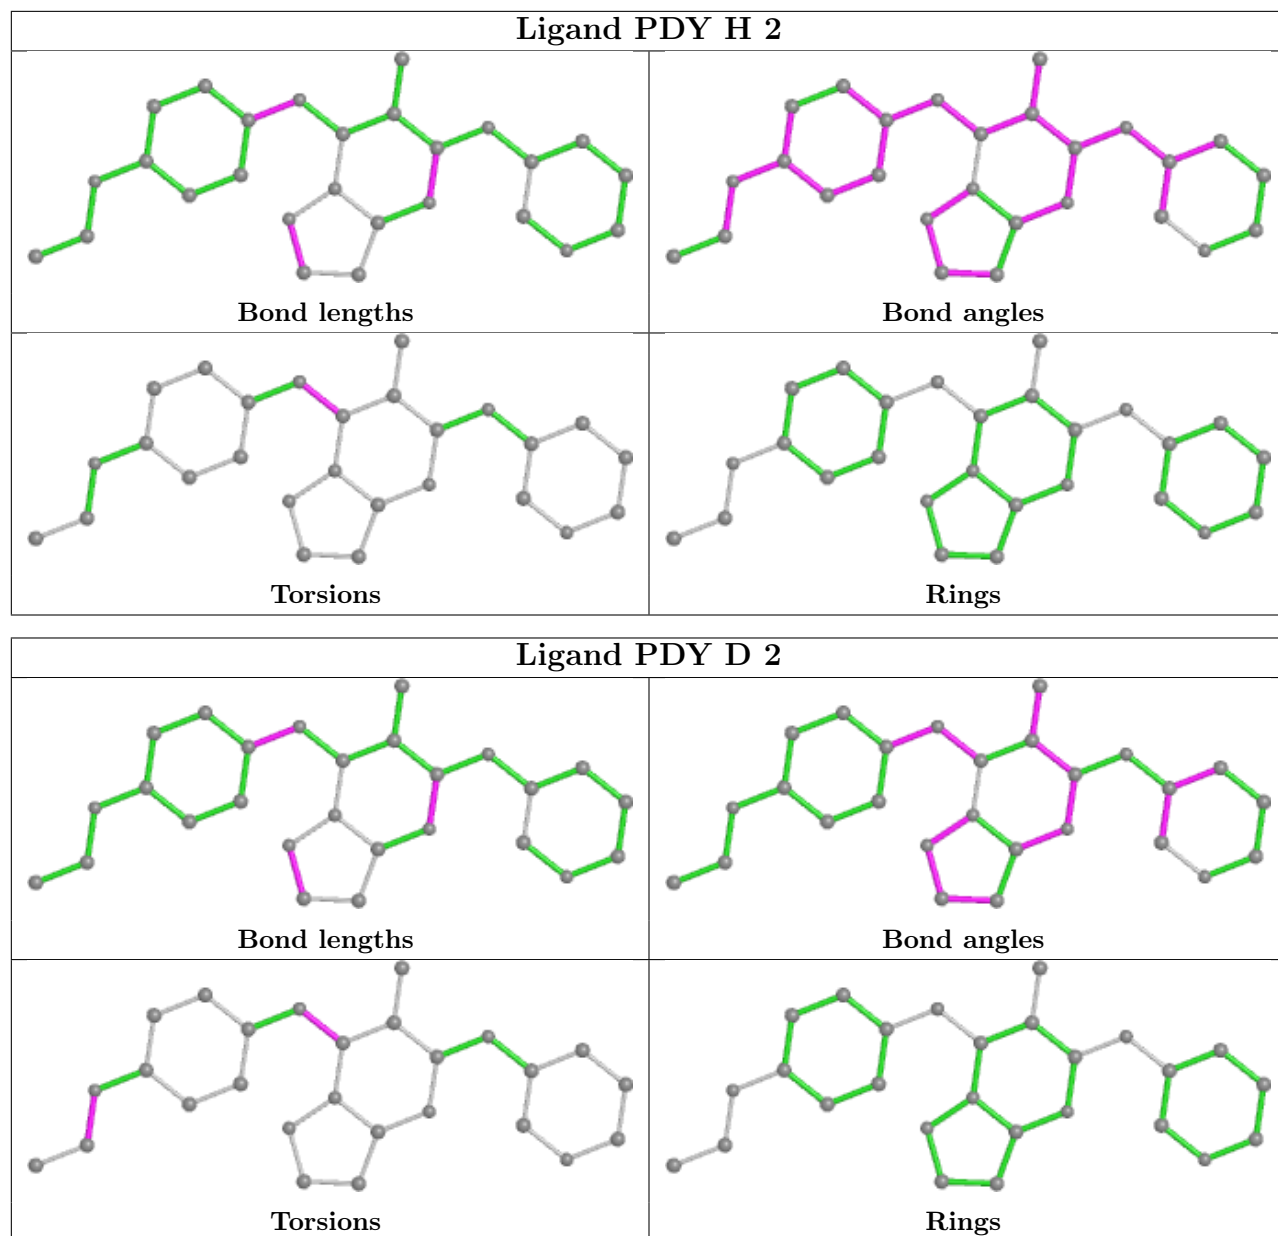 Ligand PDY H 2
Bond lengths
Bond angles
Torsions
Rings
Ligand PDY D 2
Bond lengths
Bond angles
Torsions
Rings